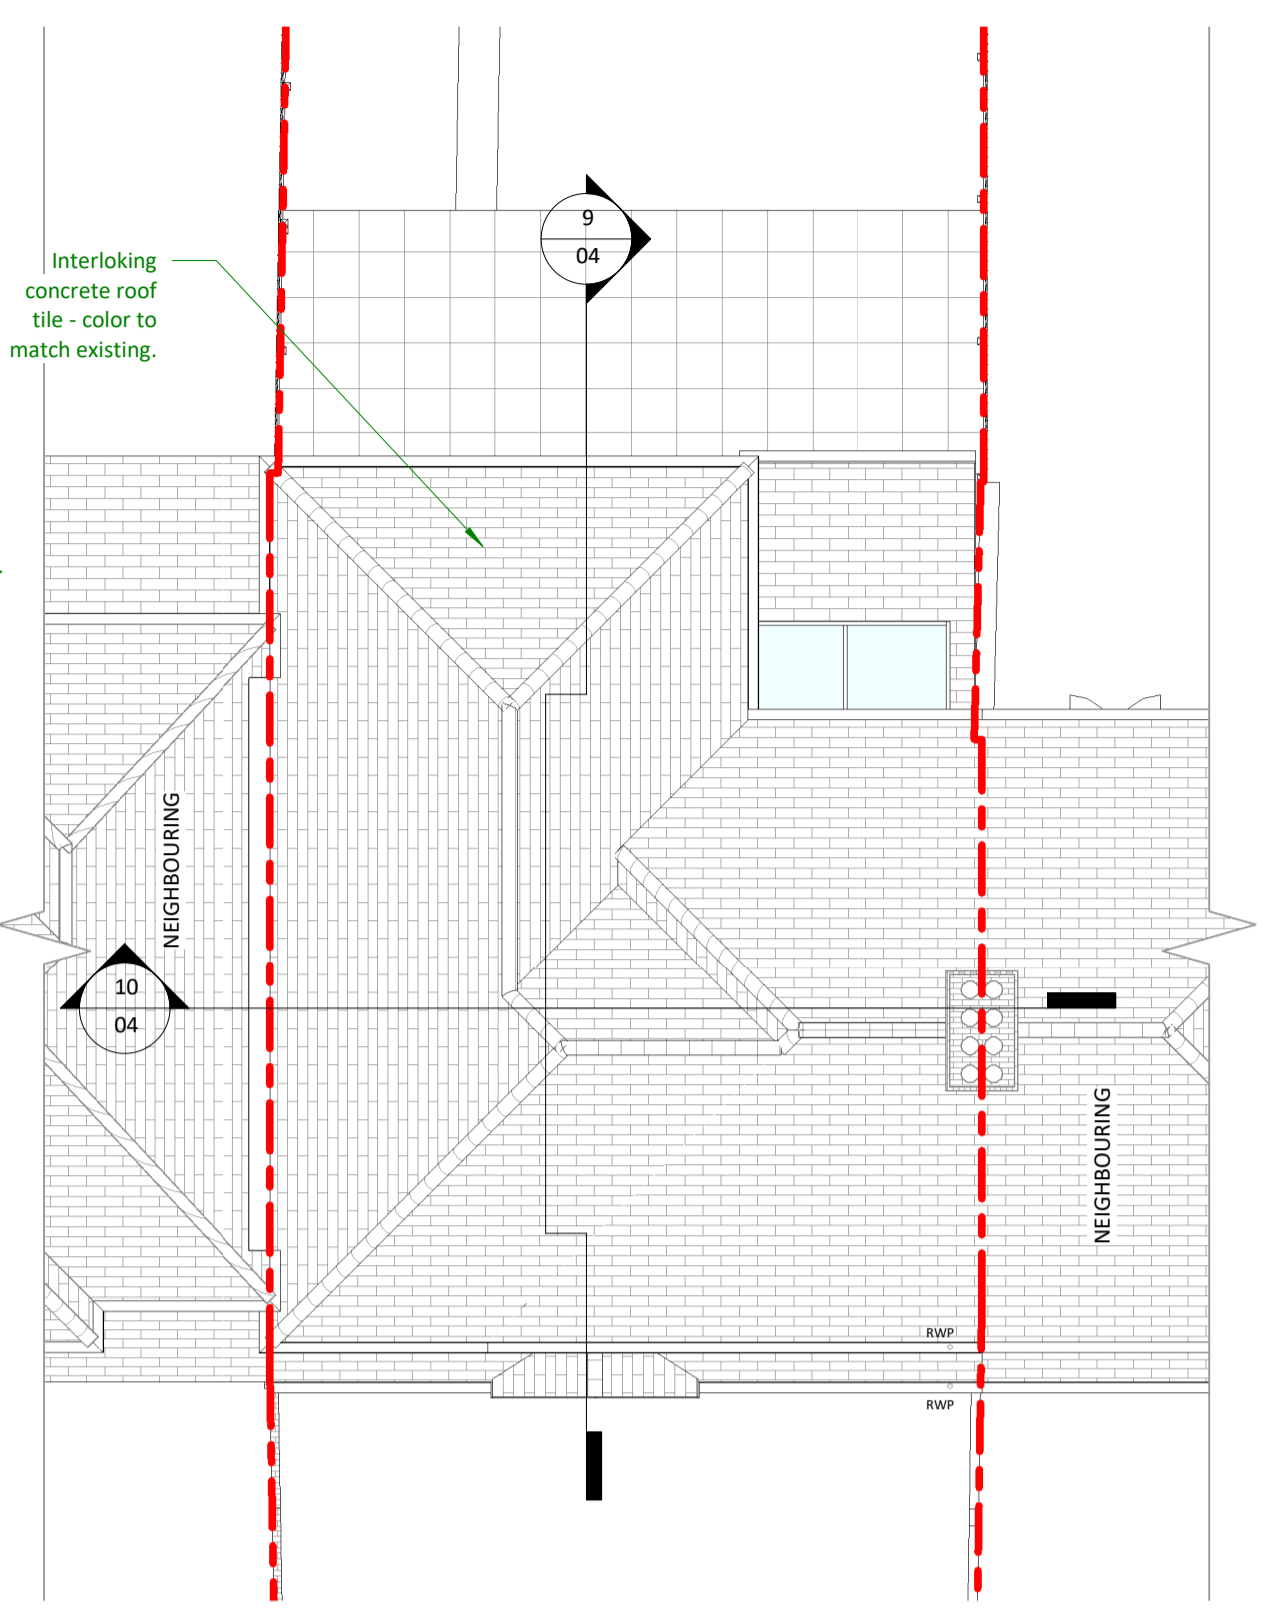 9
04
Interloking
concrete roof
tile - color to
match existing.
NEIGHBOURING
10
04
NEIGHBOURING
RWP
RWP